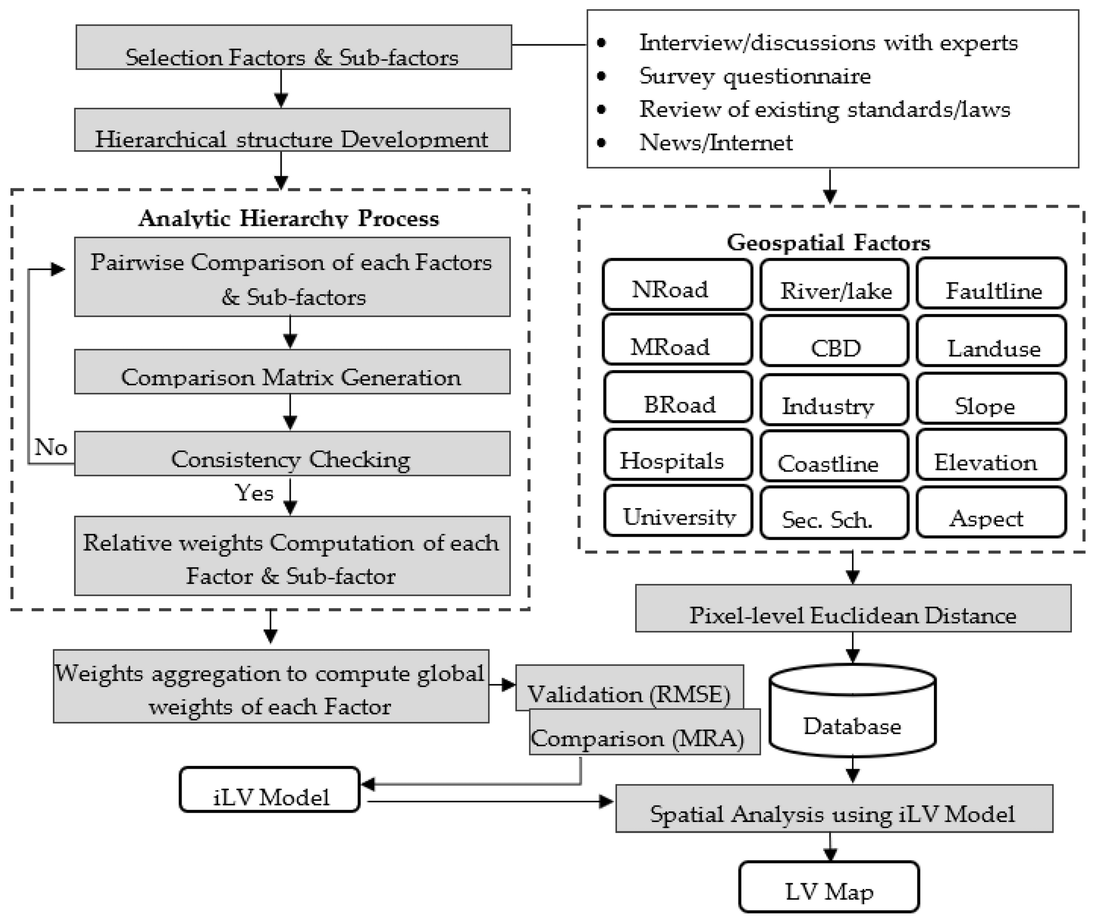 Selection Factors & Sub-factors
• Interview/discussions with experts
• Survey questionnaire
• Review of existing standards/laws
• News/Internet
Hierarchical structure Development
Analytic Hierarchy Process
Pairwise Comparison of each Factors
& Sub-factors
Comparison Matrix Generation
No
Consistency Checking
Yes
Relative weights Computation of each
Factor & Sub-factor
Geospatial Factors
NRoad
River/lake
Faultline
MRoad
CBD
Landuse
BRoad
Industry
Slope
Hospitals
Coastline
Elevation
University
Sec. Sch.
Aspect
Pixel-level Euclidean Distance
Weights aggregation to compute global
weights of each Factor
Validation (RMSE)
Comparison (MRA)
Database
iLV Model
Spatial Analysis using iLV Model
LV Map